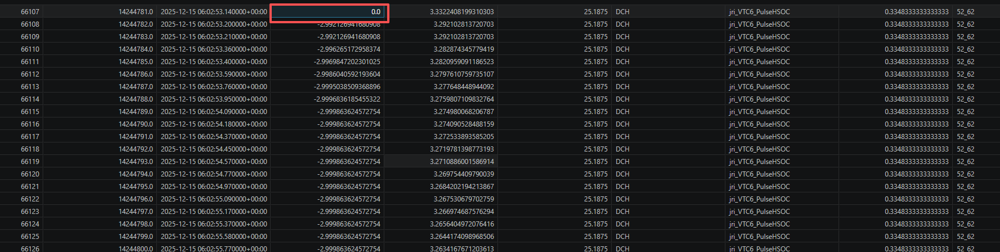 66107 14244781.0 2025-12-15 06:02:53.140000+00:00 0.0 3.3322408199310303 25.1875 DCH jri_VTC6_PulseHSOC 0.3348333333333333 52_62
66108 14244782.0 2025-12-15 06:02:53.200000+00:00 -2.992126941680908 3.292102813720703 25.1875 DCH jri_VTC6_PulseHSOC 0.3348333333333333 52_62
66109 14244783.0 2025-12-15 06:02:53.210000+00:00 -2.992126941680908 3.292102813720703 25.1875 DCH jri_VTC6_PulseHSOC 0.3348333333333333 52_62
66110 14244784.0 2025-12-15 06:02:53.360000+00:00 -2.996265172958374 3.282874345779419 25.1875 DCH jri_VTC6_PulseHSOC 0.3348333333333333 52_62
66111 14244785.0 2025-12-15 06:02:53.400000+00:00 -2.9969847202301025 3.2820959091186523 25.1875 DCH jri_VTC6_PulseHSOC 0.3348333333333333 52_62
66112 14244786.0 2025-12-15 06:02:53.590000+00:00 -2.9986040592193604 3.2797610759735107 25.1875 DCH jri_VTC6_PulseHSOC 0.3348333333333333 52_62
66113 14244787.0 2025-12-15 06:02:53.760000+00:00 -2.9995038509368896 3.277648448944092 25.1875 DCH jri_VTC6_PulseHSOC 0.3348333333333333 52_62
66114 14244788.0 2025-12-15 06:02:53.950000+00:00 -2.9996836185455322 3.2759807109832764 25.1875 DCH jri_VTC6_PulseHSOC 0.3348333333333333 52_62
66115 14244789.0 2025-12-15 06:02:54.090000+00:00 -2.999863624572754 3.274980068206787 25.1875 DCH jri_VTC6_PulseHSOC 0.3348333333333333 52_62
66116 14244790.0 2025-12-15 06:02:54.180000+00:00 -2.999863624572754 3.274090528488159 25.1875 DCH jri_VTC6_PulseHSOC 0.3348333333333333 52_62
66117 14244791.0 2025-12-15 06:02:54.370000+00:00 -2.999863624572754 3.272533893585205 25.1875 DCH jri_VTC6_PulseHSOC 0.3348333333333333 52_62
66118 14244792.0 2025-12-15 06:02:54.450000+00:00 -2.999863624572754 3.2719781398773193 25.1875 DCH jri_VTC6_PulseHSOC 0.3348333333333333 52_62
66119 14244793.0 2025-12-15 06:02:54.570000+00:00 -2.999863624572754 3.2710886001586914 25.1875 DCH jri_VTC6_PulseHSOC 0.3348333333333333 52_62
66120 14244794.0 2025-12-15 06:02:54.770000+00:00 -2.999863624572754 3.269754409790039 25.1875 DCH jri_VTC6_PulseHSOC 0.3348333333333333 52_62
66121 14244795.0 2025-12-15 06:02:54.970000+00:00 -2.999863624572754 3.2684202194213867 25.1875 DCH jri_VTC6_PulseHSOC 0.3348333333333333 52_62
66122 14244796.0 2025-12-15 06:02:55.090000+00:00 -2.999863624572754 3.267530679702759 25.1875 DCH jri_VTC6_PulseHSOC 0.3348333333333333 52_62
66123 14244797.0 2025-12-15 06:02:55.170000+00:00 -2.999863624572754 3.266974687576294 25.1875 DCH jri_VTC6_PulseHSOC 0.3348333333333333 52_62
66124 14244798.0 2025-12-15 06:02:55.370000+00:00 -2.999863624572754 3.2656404972076416 25.1875 DCH jri_VTC6_PulseHSOC 0.3348333333333333 52_62
66125 14244799.0 2025-12-15 06:02:55.580000+00:00 -2.999863624572754 3.2644174098968506 25.1875 DCH jri_VTC6_PulseHSOC 0.3348333333333333 52_62
66126 14244800.0 2025-12-15 06:02:55.770000+00:00 -2.999863624572754 3.2634167671203613 25.1875 DCH jri_VTC6_PulseHSOC 0.3348333333333333 52_62